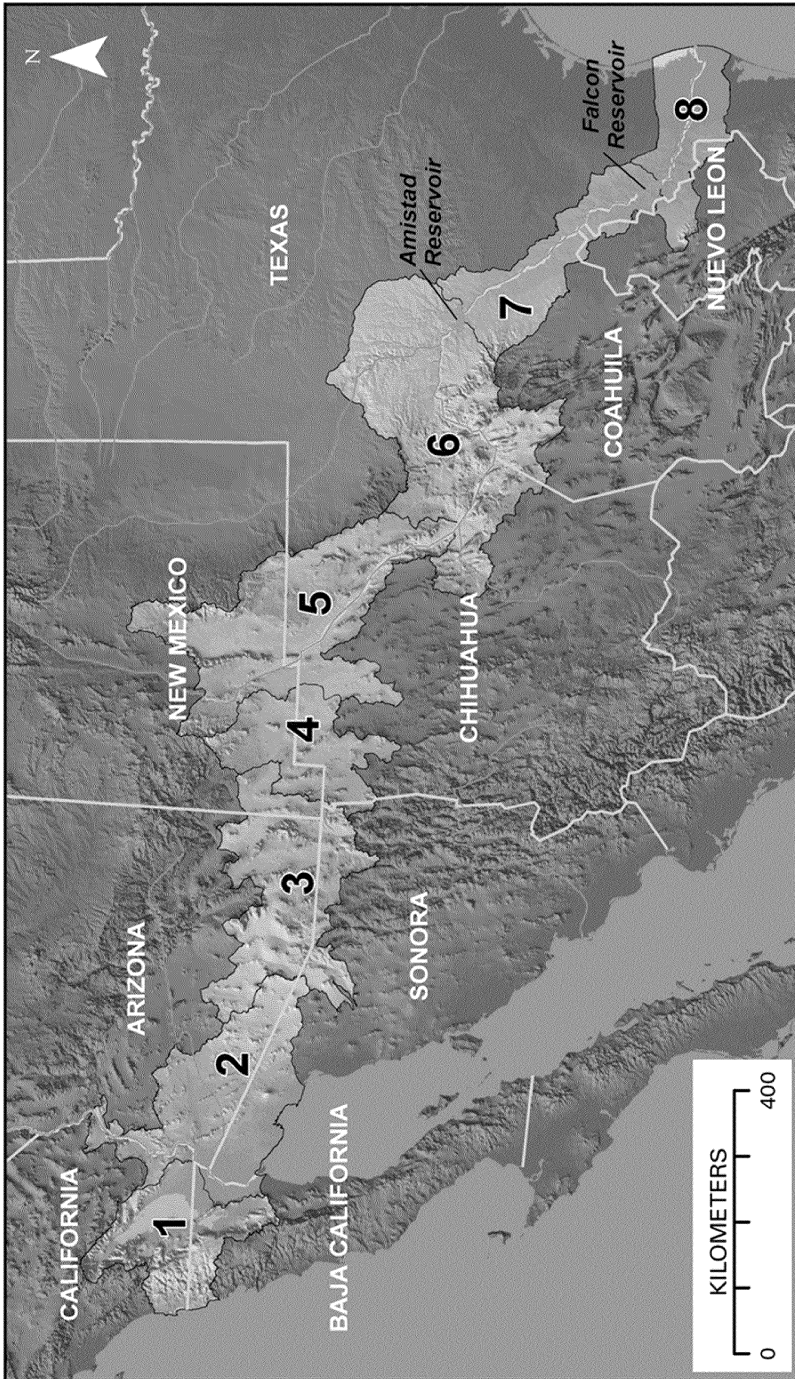 N
CALIFORNIA
ARIZONA
NEW MEXICO
TEXAS
Amistad
Reservoir
Falcon
Reservoir
1
2
3
4
5
6
7
8
BAJA CALIFORNIA
SONORA
CHIHUAHUA
COAHUILA
NUEVO LEON
KILOMETERS
0
400